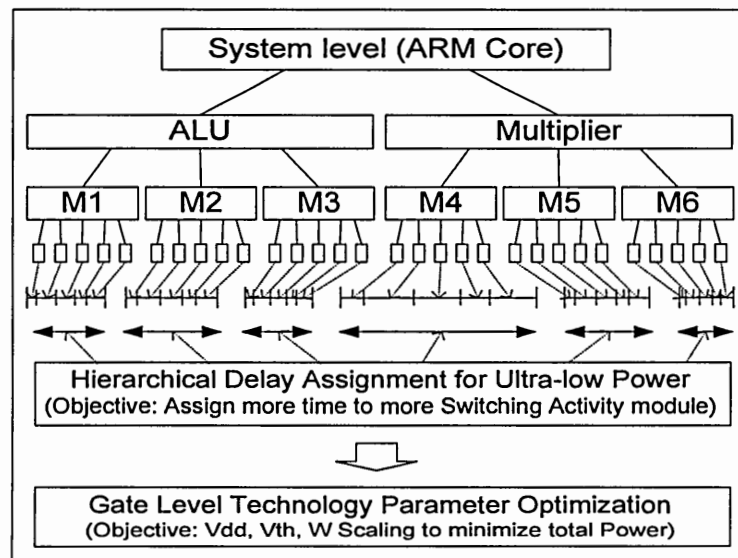 System level (ARM Core)
ALU
Multiplier
M1
M2
M3
M4
M5
M6
Hierarchical Delay Assignment for Ultra-low Power
(Objective: Assign more time to more Switching Activity module)
Gate Level Technology Parameter Optimization
(Objective: Vdd, Vth, W Scaling to minimize total Power)